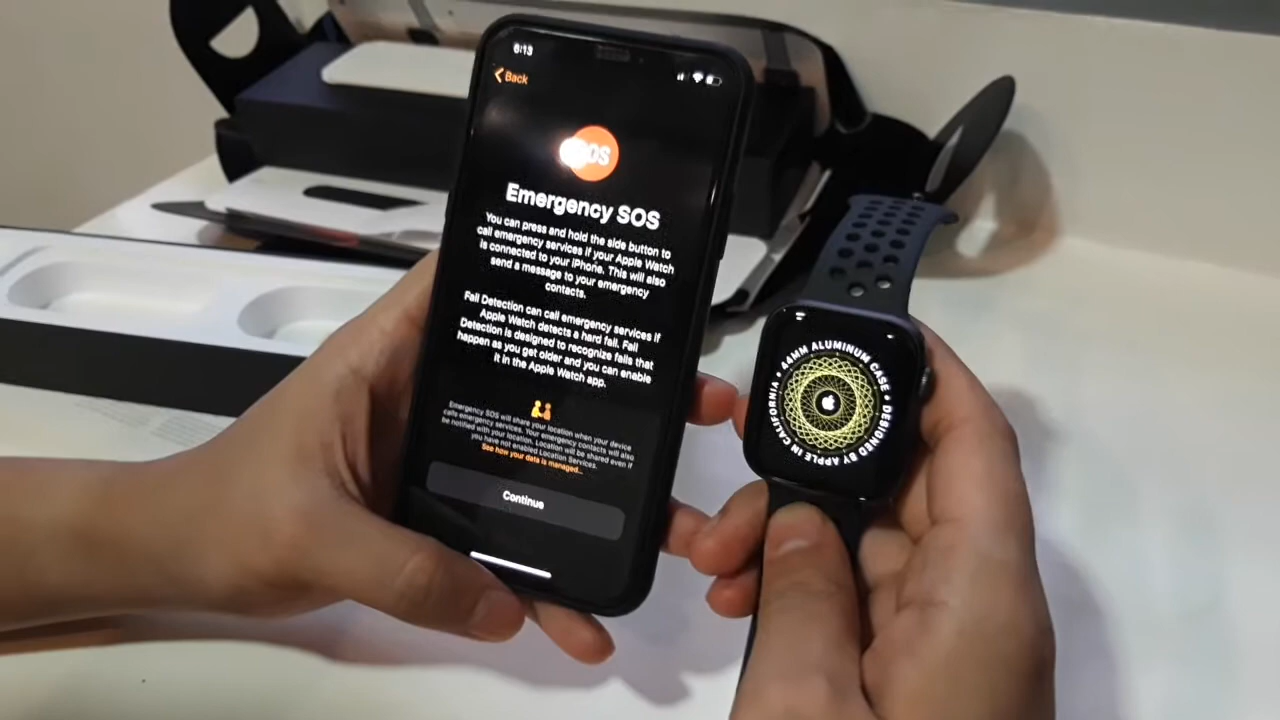 6:13
Back
SOS
Emergency SOS
You can press and hold the side button to
call emergency services if your Apple Watch
is connected to your iPhone. This will also
send a message to your emergency
contacts.
Fall Detection can call emergency services if
Apple Watch detects a hard fall. Fall
Detection is designed to recognize falls that
happen as you get older and you can enable
it in the Apple Watch app.
Emergency SOS will share your location when your device
calls emergency services. Your emergency contacts will also
be notified with your location. Location will be shared even if
you have not enabled Location Services.
See how your data is managed...
Continue
44MM ALUMINUM CASE • DESIGNED BY APPLE IN CALIFORNIA •